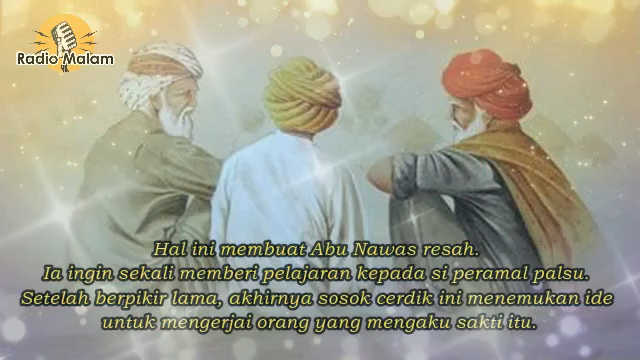 Radio Malam
Hal ini membuat Abu Nawas resah.
Ia ingin sekali memberi pelajaran kepada si peramal palsu.
Setelah berpikir lama, akhirnya sosok cerdik ini menemukan ide
untuk mengerjai orang yang mengaku sakti itu.